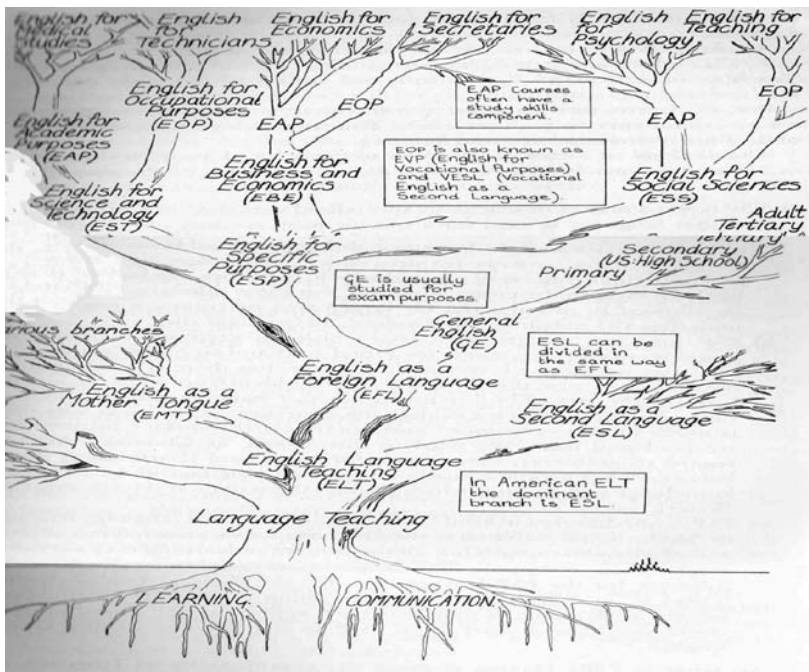 English for
Medical
Studies
English
for
Technicians
English for
Economics
English for
Secretaries
English
for
Psychology
English for
Teaching
English for
Occupational
Purposes
(EOP)
EAP
EOP
EAP Courses
often have a
study skills
component.
EAP
EOP
English for
Academic
Purposes
(EAP)
EOP is also known as
EVP (English for
Vocational Purposes)
and VESL (Vocational
English as a
Second Language).
English for
Business and
Economics
(EBE)
English for
Social Sciences
(ESS)
English for
Science and
Technology
(EST)
English for
Specific
Purposes
(ESP)
Adult
Tertiary
Secondary
(US:High School)
Primary
GE is usually
studied for
exam purposes.
General
English
(GE)
arious branches
ESL can be
divided in
the same way
as EFL.
English as a
Mother Tongue
(EMT)
English as a
Foreign Language
(EFL)
English as a
Second Language
(ESL)
English Language
Teaching
(ELT)
In American ELT
the dominant
branch is ESL.
Language Teaching
LEARNING
COMMUNICATION